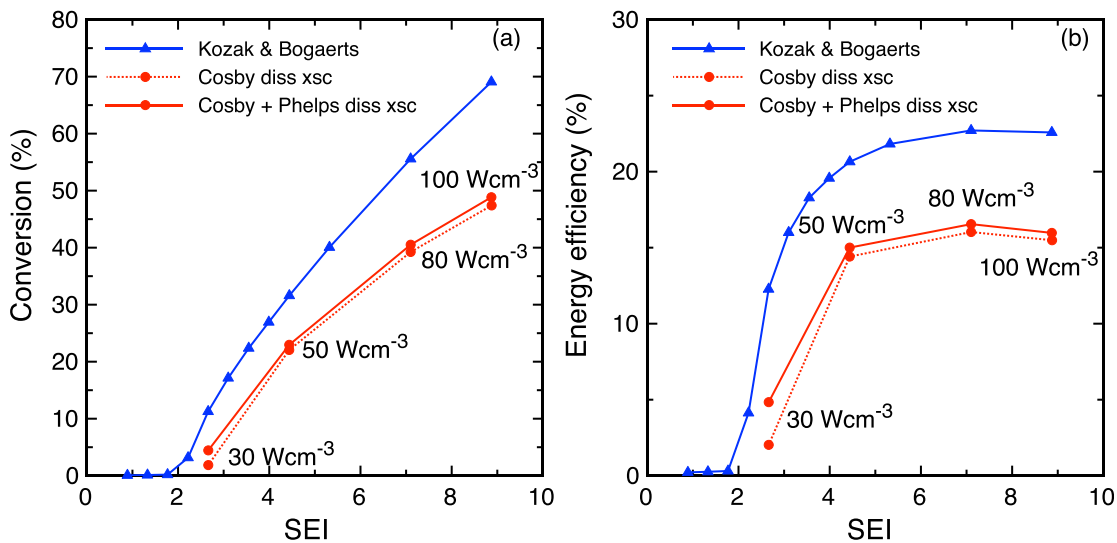 (a)
Kozak & Bogaerts
Cosby diss xsc
Cosby + Phelps diss xsc
100 Wcm-3
80 Wcm-3
50 Wcm-3
30 Wcm-3
Conversion (%)
80
70
60
50
40
30
20
10
0
0 2 4 6 8 10
SEI
(b)
Kozak & Bogaerts
Cosby diss xsc
Cosby + Phelps diss xsc
80 Wcm-3
50 Wcm-3
100 Wcm-3
30 Wcm-3
Energy efficiency (%)
30
20
10
0
0 2 4 6 8 10
SEI